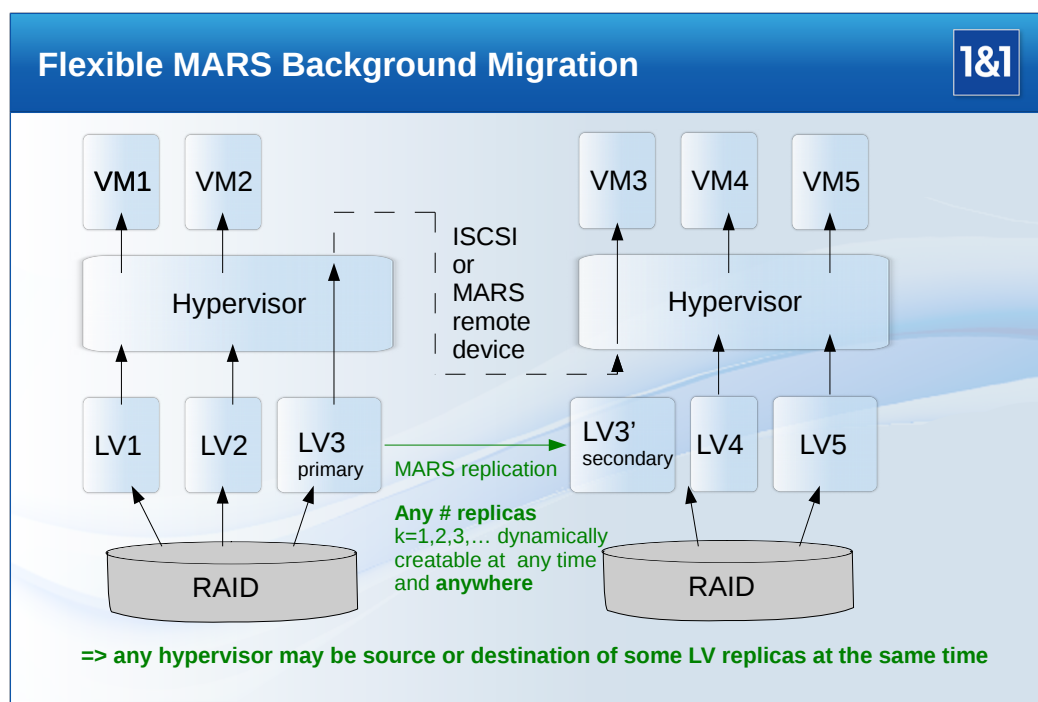 Flexible MARS Background Migration
1&1
VM1
VM2
VM3
VM4
VM5
ISCSI
or
MARS
remote
device
Hypervisor
Hypervisor
LV1
LV2
LV3
primary
LV3’
secondary
LV4
LV5
MARS replication
Any # replicas
k=1,2,3,... dynamically
creatable at any time
and anywhere
RAID
RAID
=> any hypervisor may be source or destination of some LV replicas at the same time